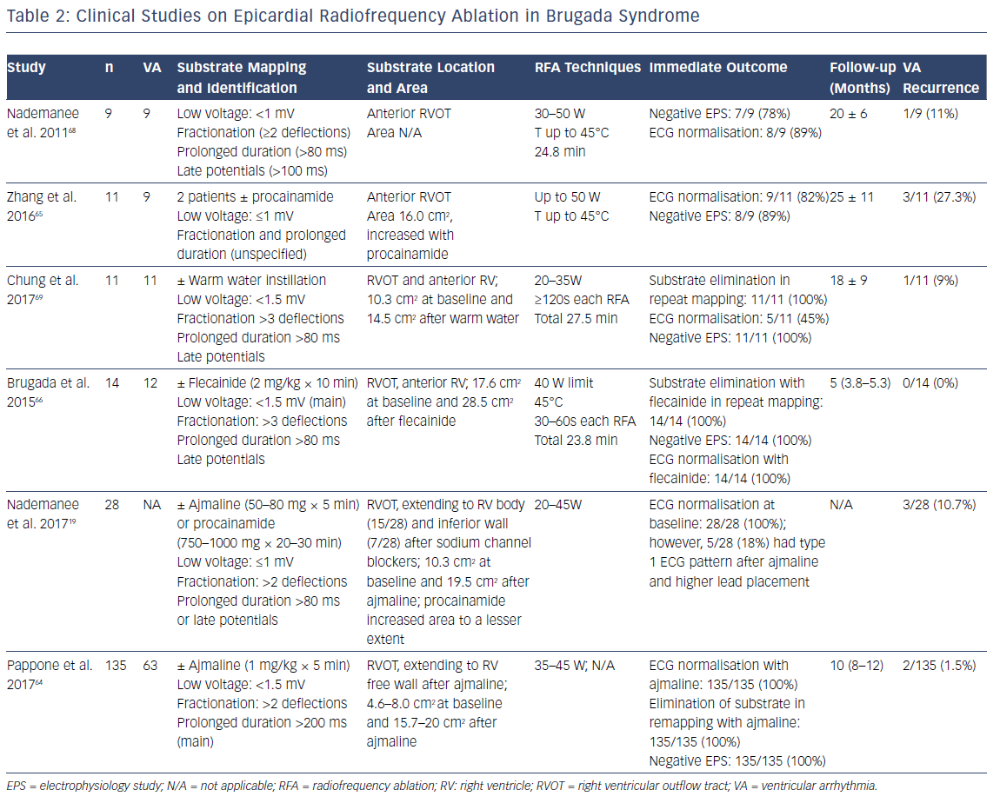 Table 2: Clinical Studies on Epicardial Radiofrequency Ablation in Brugada Syndrome
Study n VA Substrate Mapping and Identification Substrate Location and Area RFA Techniques Immediate Outcome Follow-up (Months) VA Recurrence
Nademanee et al. 2011⁶⁸
9
9
Low voltage: <1 mV
Fractionation (≥2 deflections)
Prolonged duration (>80 ms)
Late potentials (>100 ms)
Anterior RVOT
Area N/A
30–50 W
T up to 45°C
24.8 min
Negative EPS: 7/9 (78%)
ECG normalisation: 8/9 (89%)
20 ± 6
1/9 (11%)
Zhang et al.
2016⁶⁵
11
9
2 patients ± procainamide
Low voltage: ≤1 mV
Fractionation and prolonged
duration (unspecified)
Anterior RVOT
Area 16.0 cm²,
increased with
procainamide
Up to 50 W
T up to 45°C
ECG normalisation: 9/11 (82%)
Negative EPS: 8/9 (89%)
25 ± 11
3/11 (27.3%)
Chung et al.
2017⁶⁹
11
11
± Warm water instillation
Low voltage: <1.5 mV
Fractionation >3 deflections
Prolonged duration >80 ms
Late potentials
RVOT and anterior RV;
10.3 cm² at baseline and
14.5 cm² after warm water
20–35W
≥120s each RFA
Total 27.5 min
Substrate elimination in
repeat mapping: 11/11 (100%)
ECG normalisation: 5/11 (45%)
Negative EPS: 11/11 (100%)
18 ± 9
1/11 (9%)
Brugada et al.
2015⁶⁶
14
12
± Flecainide (2 mg/kg × 10 min)
Low voltage: <1.5 mV (main)
Fractionation: >3 deflections
Prolonged duration >80 ms
Late potentials
RVOT, anterior RV; 17.6 cm²
at baseline and 28.5 cm²
after flecainide
40 W limit
45°C
30–60s each RFA
Total 23.8 min
Substrate elimination with
flecainide in repeat mapping:
14/14 (100%)
Negative EPS: 14/14 (100%)
ECG normalisation with
flecainide: 14/14 (100%)
5 (3.8–5.3)
0/14 (0%)
Nademanee
et al. 2017¹⁹
28
NA
± Ajmaline (50–80 mg × 5 min)
or procainamide
(750–1000 mg × 20–30 min)
Low voltage: ≤1 mV
Fractionation: >2 deflections
Prolonged duration >80 ms
or late potentials
RVOT, extending to RV body
(15/28) and inferior wall
(7/28) after sodium channel
blockers; 10.3 cm² at
baseline and 19.5 cm² after
ajmaline; procainamide
increased area to a lesser
extent
20–45W
ECG normalisation at
baseline: 28/28 (100%);
however, 5/28 (18%) had type
1 ECG pattern after ajmaline
and higher lead placement
N/A
3/28 (10.7%)
Pappone et al.
2017⁶⁴
135
63
± Ajmaline (1 mg/kg × 5 min)
Low voltage: <1.5 mV
Fractionation: >2 deflections
Prolonged duration >200 ms
(main)
RVOT, extending to RV
free wall after ajmaline;
4.6–8.0 cm² at baseline
and 15.7–20 cm² after
ajmaline
35–45 W; N/A
ECG normalisation with
ajmaline: 135/135 (100%)
Elimination of substrate in
remapping with ajmaline:
135/135 (100%)
Negative EPS: 135/135 (100%)
10 (8–12)
2/135 (1.5%)
EPS = electrophysiology study; N/A = not applicable; RFA = radiofrequency ablation; RV: right ventricle; RVOT = right ventricular outflow tract; VA = ventricular arrhythmia.